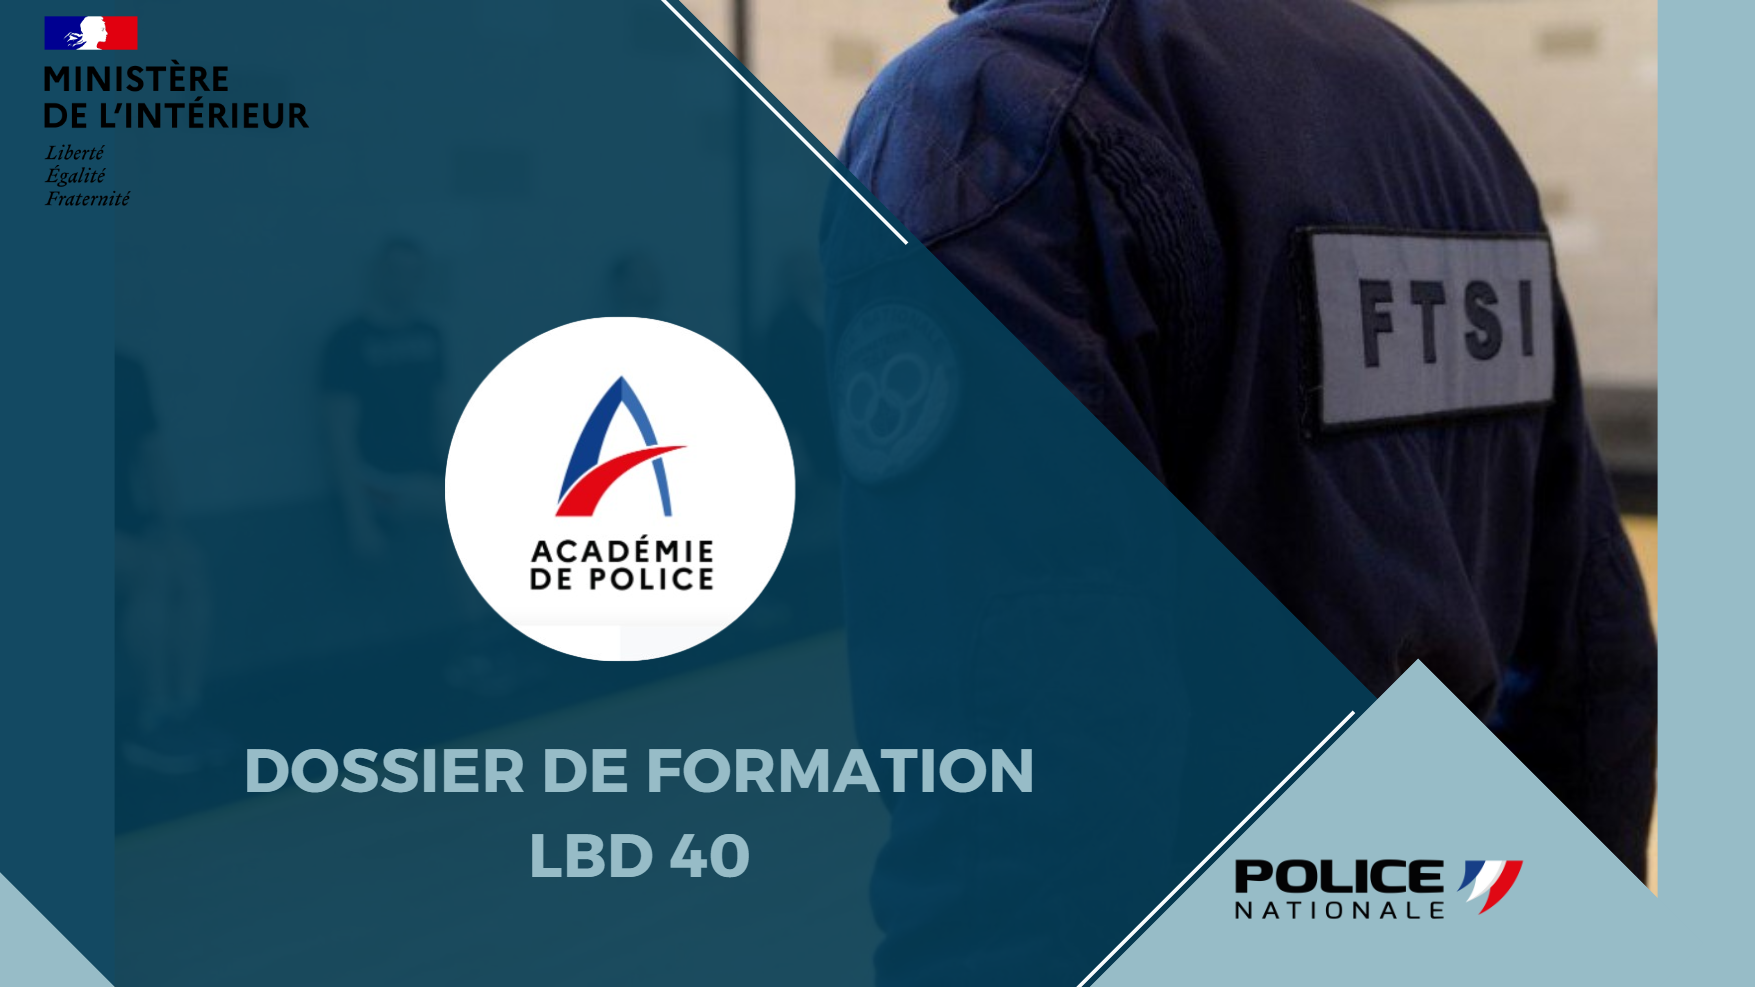 MINISTÈRE
DE L'INTÉRIEUR
Liberté
Égalité
Fraternité
FTSI
ACADÉMIE
DE POLICE
DOSSIER DE FORMATION
LBD 40
POLICE
NATIONALE